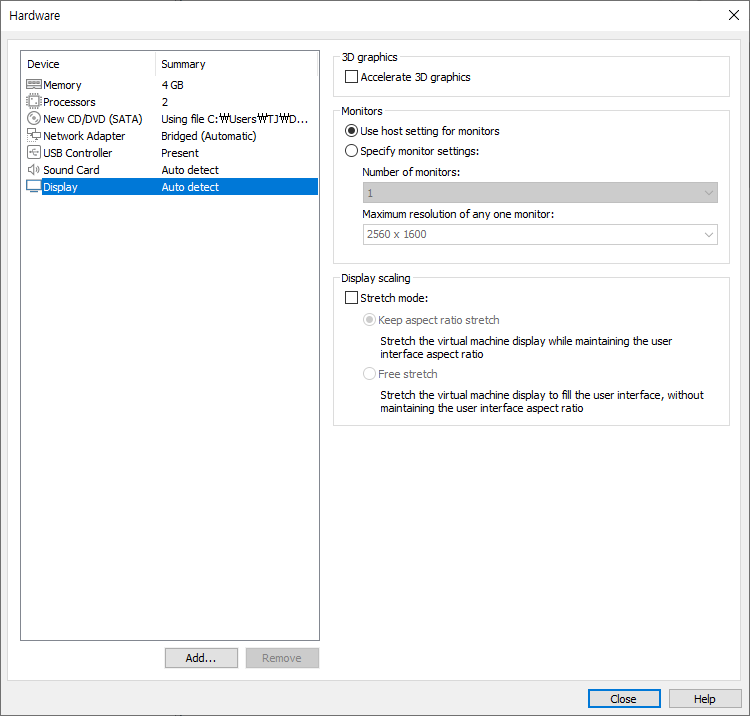 Hardware
Device Summary
Memory 4 GB
Processors 2
New CD/DVD (SATA) Using file C:₩Users₩TJ₩D...
Network Adapter Bridged (Automatic)
USB Controller Present
Sound Card Auto detect
Display Auto detect
Add...
Remove
3D graphics
Accelerate 3D graphics
Monitors
Use host setting for monitors
Specify monitor settings:
Number of monitors:
1
Maximum resolution of any one monitor:
2560 x 1600
Display scaling
Stretch mode:
Keep aspect ratio stretch
Stretch the virtual machine display while maintaining the user
interface aspect ratio
Free stretch
Stretch the virtual machine display to fill the user interface, without
maintaining the user interface aspect ratio
Close
Help